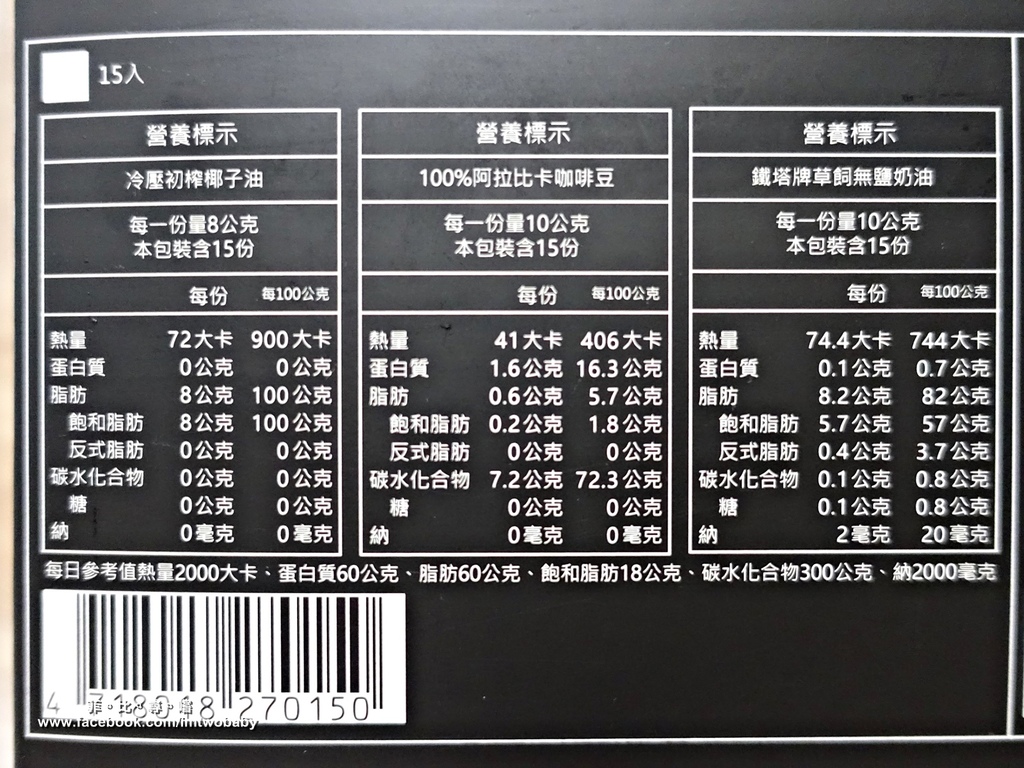 15入
營養標示
冷壓初榨椰子油
每一份量8公克
本包裝含15份
每份 每100公克
熱量 72大卡 900大卡
蛋白質 0公克 0公克
脂肪 8公克 100公克
飽和脂肪 8公克 100公克
反式脂肪 0公克 0公克
碳水化合物 0公克 0公克
糖 0公克 0公克
納 0毫克 0毫克
營養標示
100%阿拉比卡咖啡豆
每一份量10公克
本包裝含15份
每份 每100公克
熱量 41大卡 406大卡
蛋白質 1.6公克 16.3公克
脂肪 0.6公克 5.7公克
飽和脂肪 0.2公克 1.8公克
反式脂肪 0公克 0公克
碳水化合物 7.2公克 72.3公克
糖 0公克 0公克
納 0毫克 0毫克
營養標示
鐵塔牌草飼無鹽奶油
每一份量10公克
本包裝含15份
每份 每100公克
熱量 74.4大卡 744大卡
蛋白質 0.1公克 0.7公克
脂肪 8.2公克 82公克
飽和脂肪 5.7公克 57公克
反式脂肪 0.4公克 3.7公克
碳水化合物 0.1公克 0.8公克
糖 0.1公克 0.8公克
納 2毫克 20毫克
每日參考值熱量2000大卡、蛋白質60公克、脂肪60公克、飽和脂肪18公克、碳水化合物300公克、納2000毫克
4 718018 270150
www.facebook.com/imtwobaby